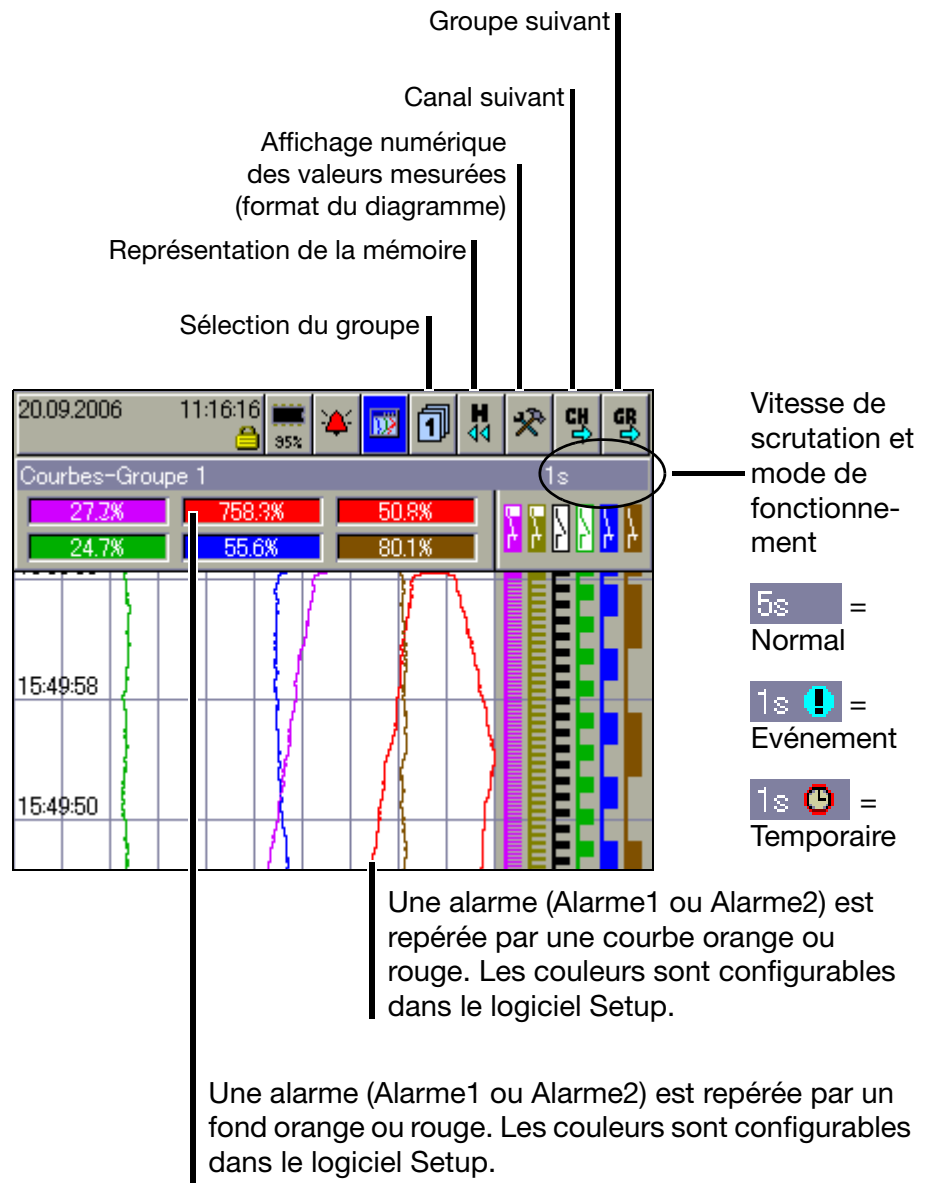 Groupe suivant
Canal suivant
Affichage numérique
des valeurs mesurées
(format du diagramme)
Représentation de la mémoire
Sélection du groupe
20.09.2006 11:16:16
95%
1
H
CH
GR
Courbes-Groupe 1 1s
50.8%
24.7% 55.6% 80.1%
15:49:58
15:49:50
Vitesse de
scrutation et
mode de
fonctionne-
ment
5s =
Normal
1s =
Evénement
1s =
Temporaire
Une alarme (Alarme1 ou Alarme2) est
repérée par une courbe orange ou
rouge. Les couleurs sont configurables
dans le logiciel Setup.
Une alarme (Alarme1 ou Alarme2) est repérée par un
fond orange ou rouge. Les couleurs sont configurables
dans le logiciel Setup.